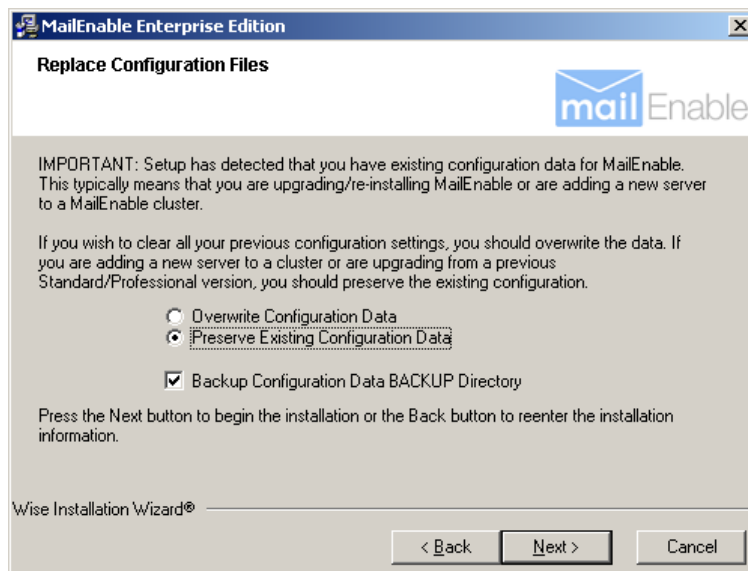 MailEnable Enterprise Edition
Replace Configuration Files
mail Enable
IMPORTANT: Setup has detected that you have existing configuration data for MailEnable.
This typically means that you are upgrading/re-installing MailEnable or are adding a new server
to a MailEnable cluster.
If you wish to clear all your previous configuration settings, you should overwrite the data. If
you are adding a new server to a cluster or are upgrading from a previous
Standard/Professional version, you should preserve the existing configuration.
Overwrite Configuration Data
Preserve Existing Configuration Data
Backup Configuration Data BACKUP Directory
Press the Next button to begin the installation or the Back button to reenter the installation
information.
Wise Installation Wizard®
< Back Next > Cancel